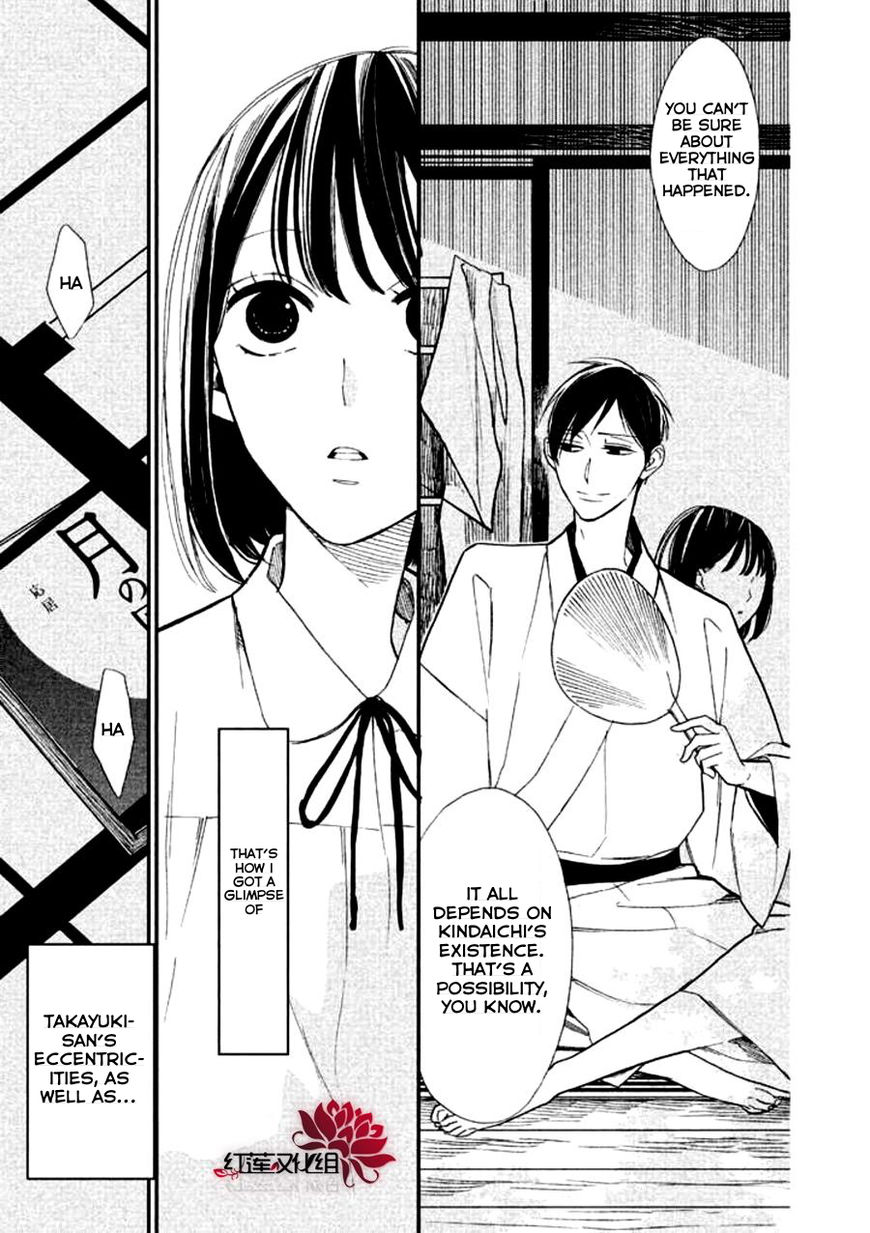 YOU CAN'T
BE SURE
ABOUT
EVERYTHING
THAT
HAPPENED.
IT ALL
DEPENDS ON
KINDAICHI'S
EXISTENCE.
THAT'S A
POSSIBILITY,
YOU KNOW.
THAT'S
HOW I
GOT A
GLIMPSE
OF
HA
月の
HA
TAKAYUKI-
SAN'S
ECCENTRIC-
ITIES, AS
WELL AS...
红莲汉化组